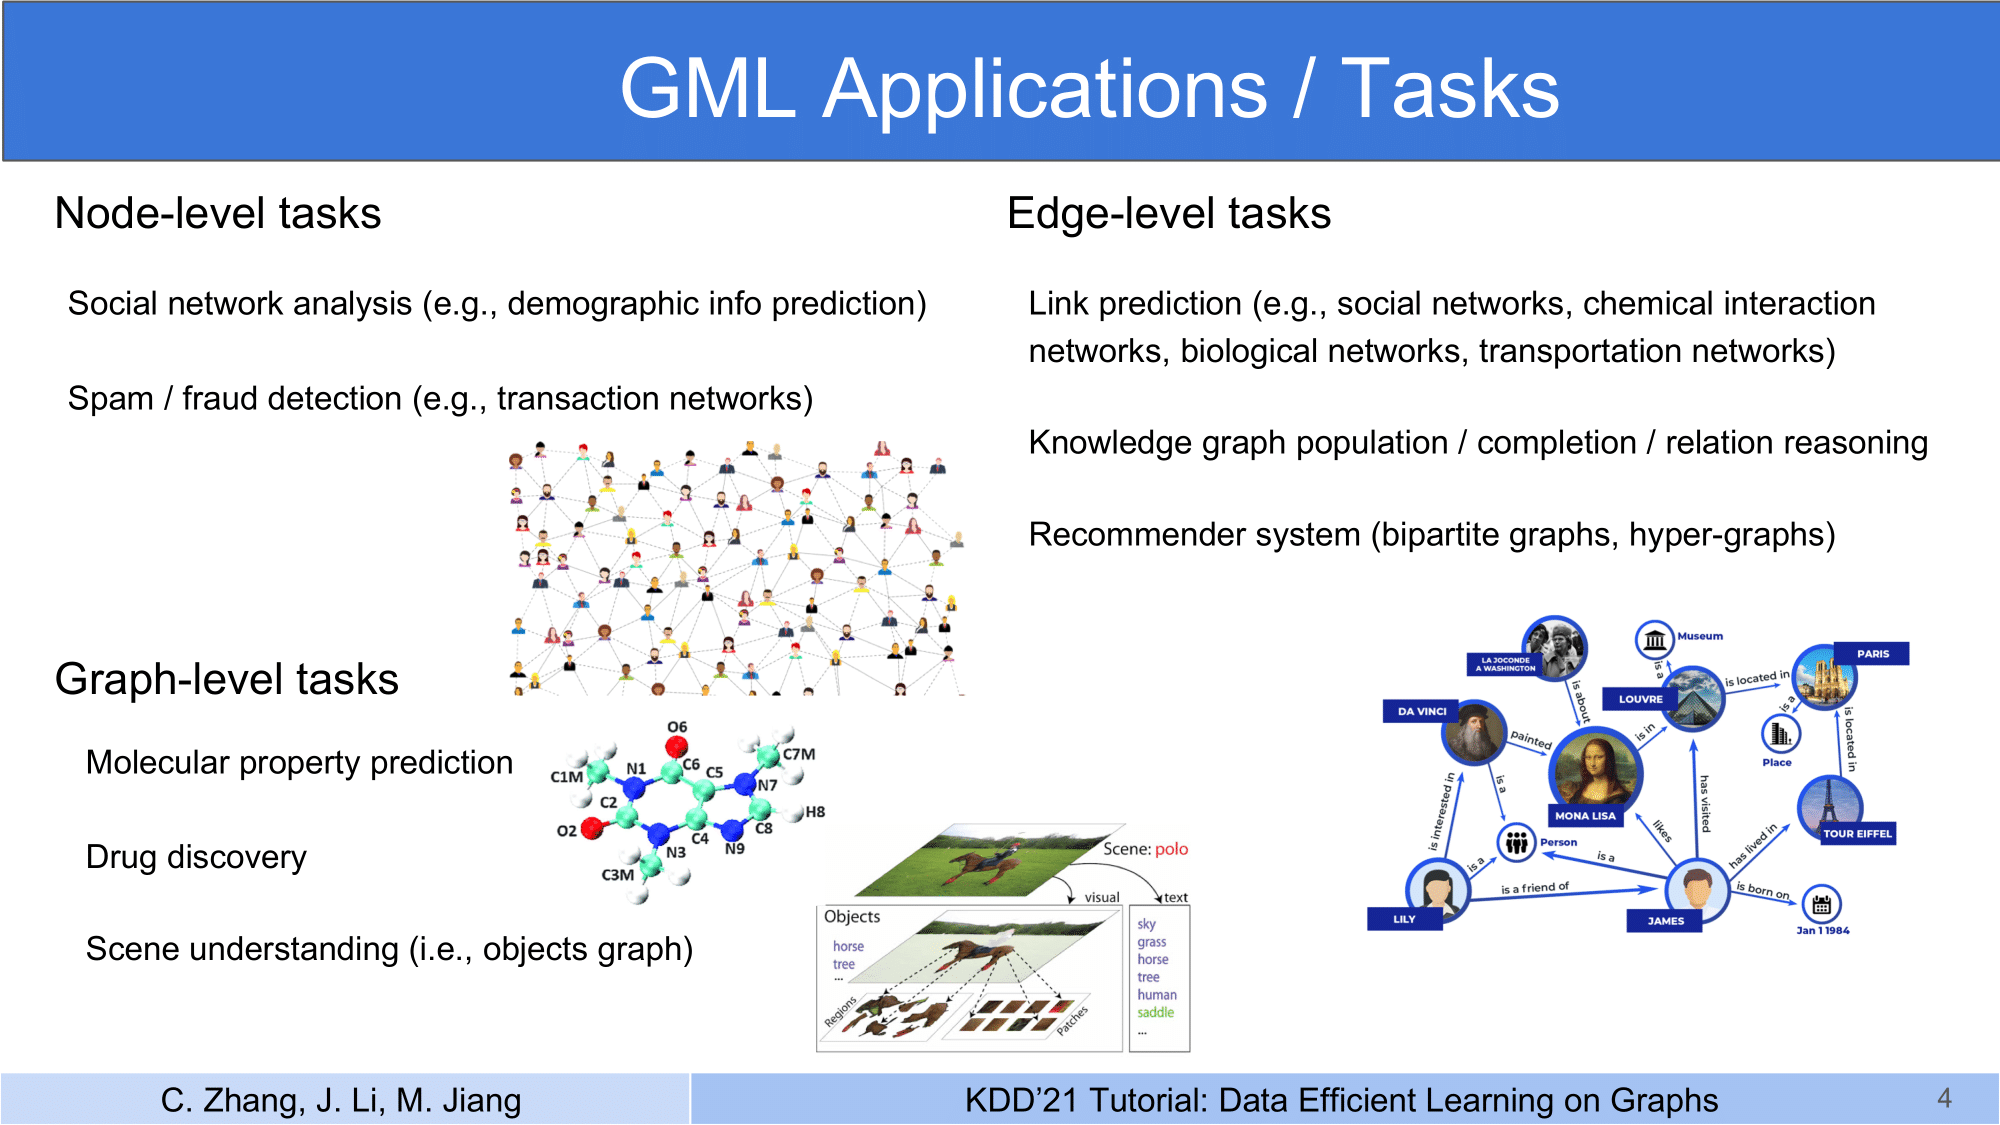 GML Applications / Tasks
Node-level tasks
Social network analysis (e.g., demographic info prediction)
Spam / fraud detection (e.g., transaction networks)
Graph-level tasks
Molecular property prediction
Drug discovery
Scene understanding (i.e., objects graph)
O6
C7M
C1M
N1
C6
C5
N7
C2
H8
O2
C4
C8
N3
N9
C3M
Scene: polo
visual
text
Objects
horse
tree
...
Regions
Patches
sky
grass
horse
tree
human
saddle
...
Edge-level tasks
Link prediction (e.g., social networks, chemical interaction
networks, biological networks, transportation networks)
Knowledge graph population / completion / relation reasoning
Recommender system (bipartite graphs, hyper-graphs)
LA JOCONDE
A WASHINGTON
Museum
PARIS
is a
is located in
LOUVRE
is about
DA VINCI
is a
is located in
painted
is in
Place
MONA LISA
is interested in
is a
has visited
TOUR EIFFEL
likes
has lived in
Person
is a
is a
is a friend of
is born on
LILY
JAMES
Jan 1 1984
C. Zhang, J. Li, M. Jiang
KDD’21 Tutorial: Data Efficient Learning on Graphs
4